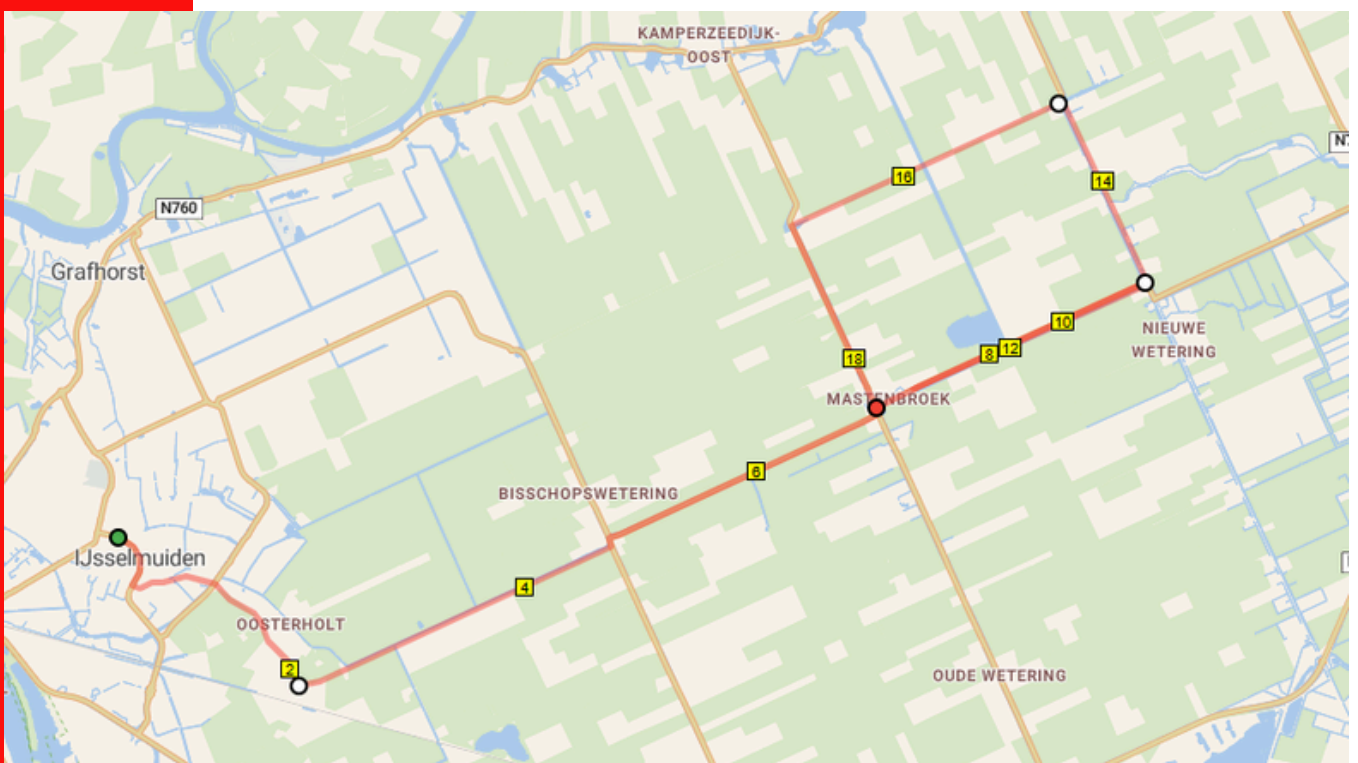 KAMPERZEEDIJK-
OOST
N760
Grafhorst
16
14
10
12
8
18
NIEUWE
WETERING
MASTENBROEK
6
BISSCHOPSWETERING
IJsselmuiden
4
OOSTERHOLT
2
OUDE WETERING